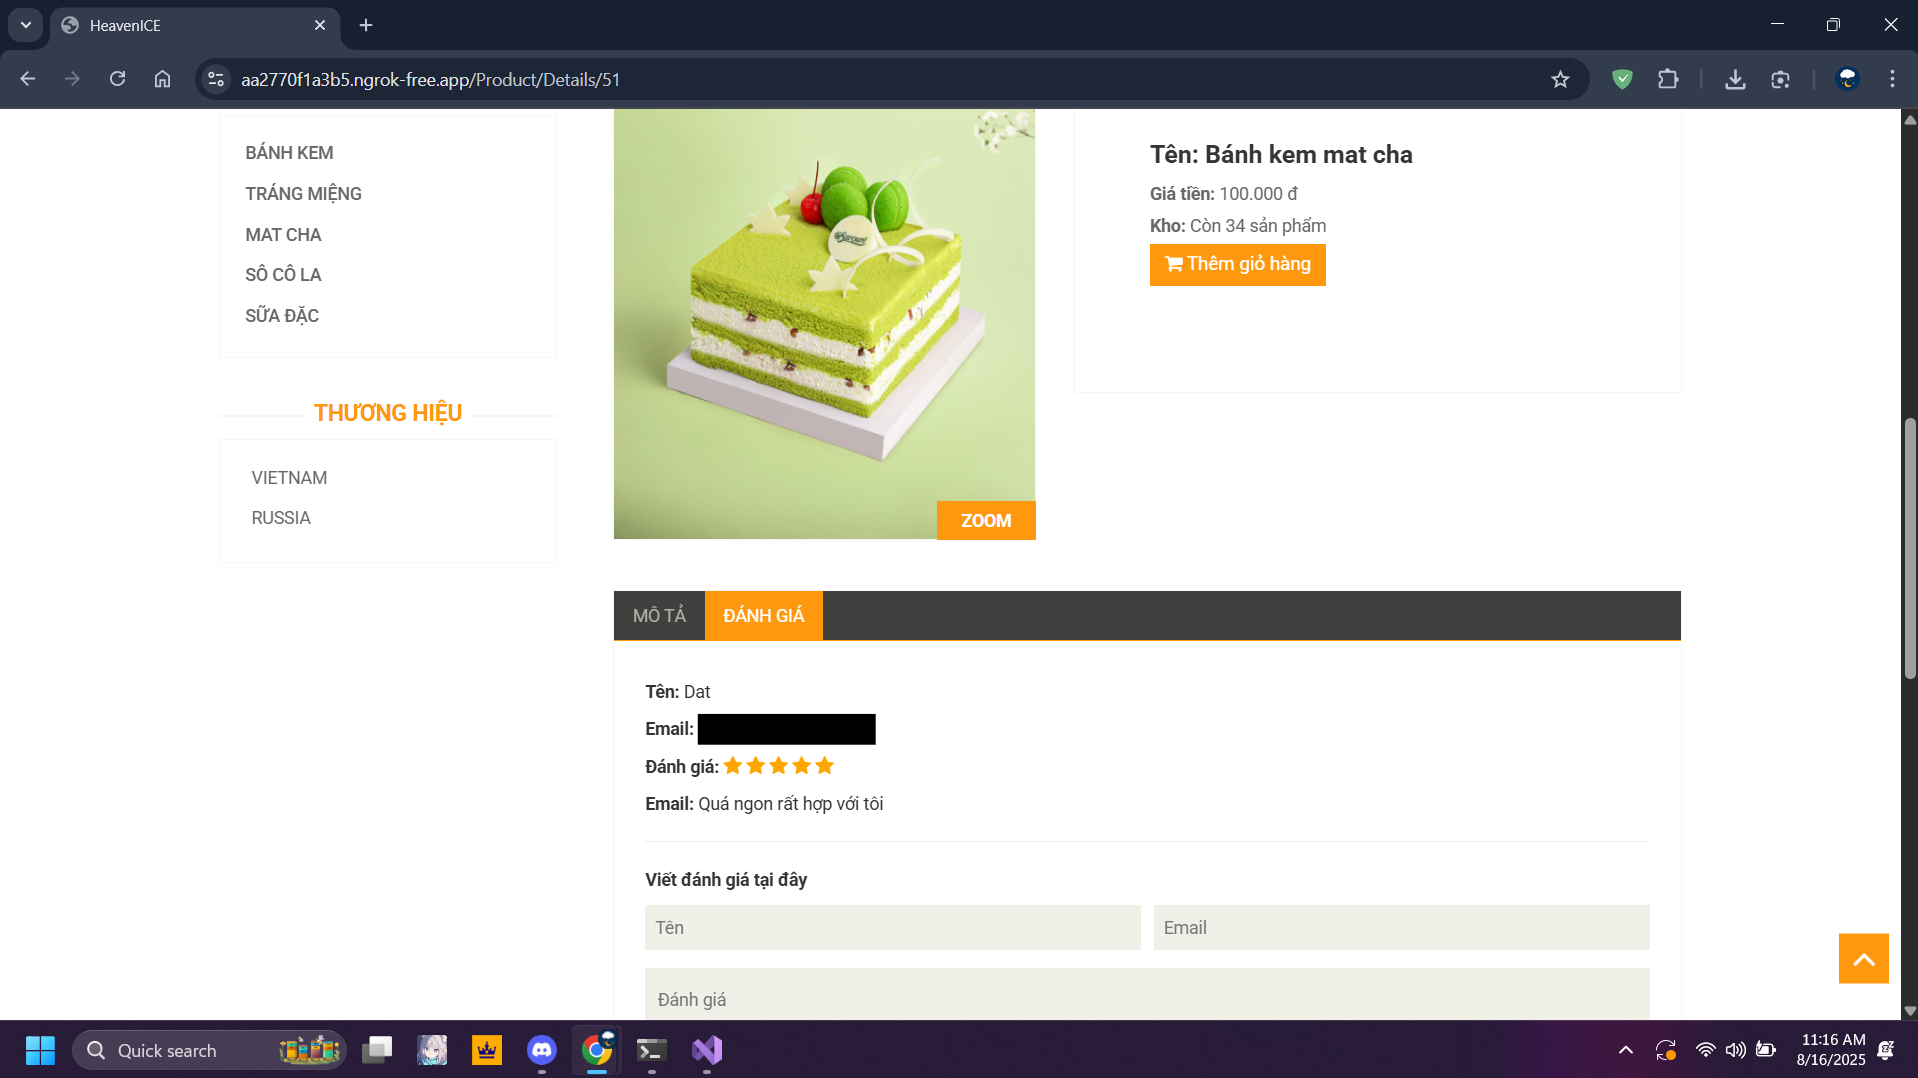 HeavenICE
aa2770f1a3b5.ngrok-free.app/Product/Details/51
BÁNH KEM
TRÁNG MIỆNG
MAT CHA
SÔ CÔ LA
SỮA ĐẶC
THƯƠNG HIỆU
VIETNAM
RUSSIA
ZOOM
Tên: Bánh kem mat cha
Giá tiền: 100.000 đ
Kho: Còn 34 sản phẩm
Thêm giỏ hàng
MÔ TẢ ĐÁNH GIÁ
Tên: Dat
Email:
Đánh giá:
Email: Quá ngon rất hợp với tôi
Viết đánh giá tại đây
Tên Email
Đánh giá
Quick search
11:16 AM
8/16/2025